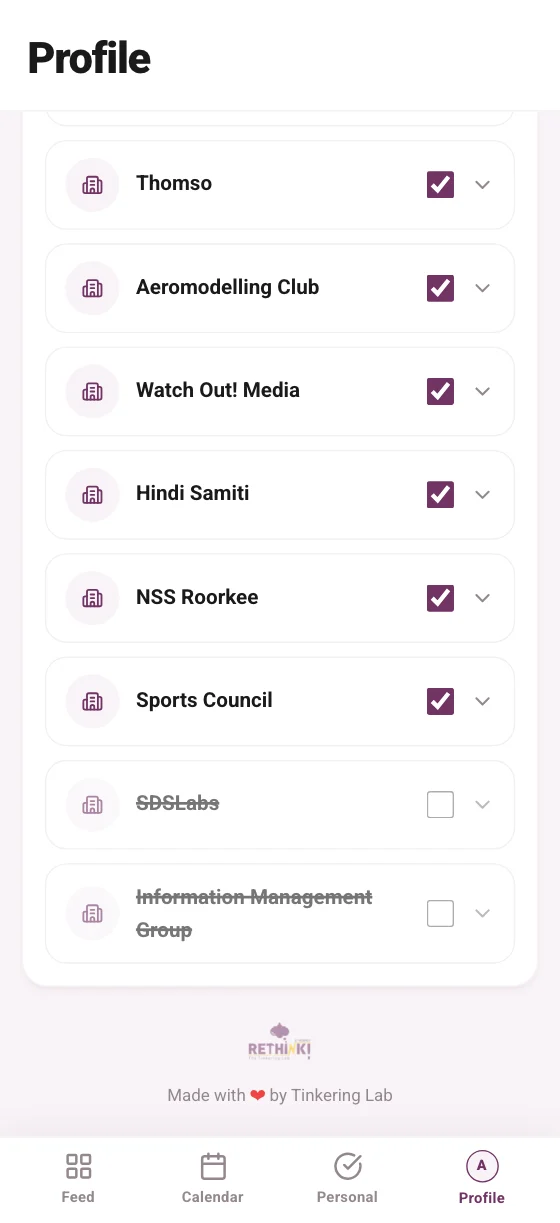 Profile
Thomso
Aeromodelling Club
Watch Out! Media
Hindi Samiti
NSS Roorkee
Sports Council
SDSLabs
Information Management
Group
RETHINK!
Made with ❤ by Tinkering Lab
A
Feed
Calendar
Personal
Profile